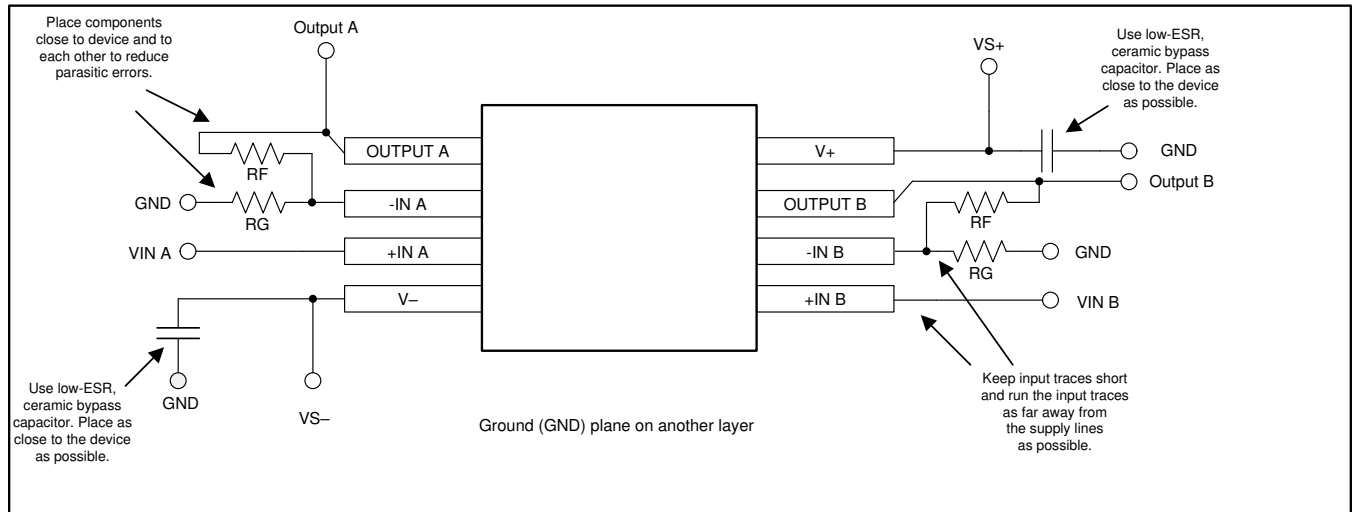 Place components
close to device and to
each other to reduce
parasitic errors.
Output A
VS+
Use low-ESR,
ceramic bypass
capacitor. Place as
close to the device
as possible.
OUTPUT A
V+
GND
RF
Output B
GND
-IN A
OUTPUT B
RF
RG
VIN A
+IN A
-IN B
GND
RG
V–
+IN B
VIN B
Use low-ESR,
ceramic bypass
capacitor. Place as
close to the device
as possible.
GND
VS–
Ground (GND) plane on another layer
Keep input traces short
and run the input traces
as far away from
the supply lines
as possible.